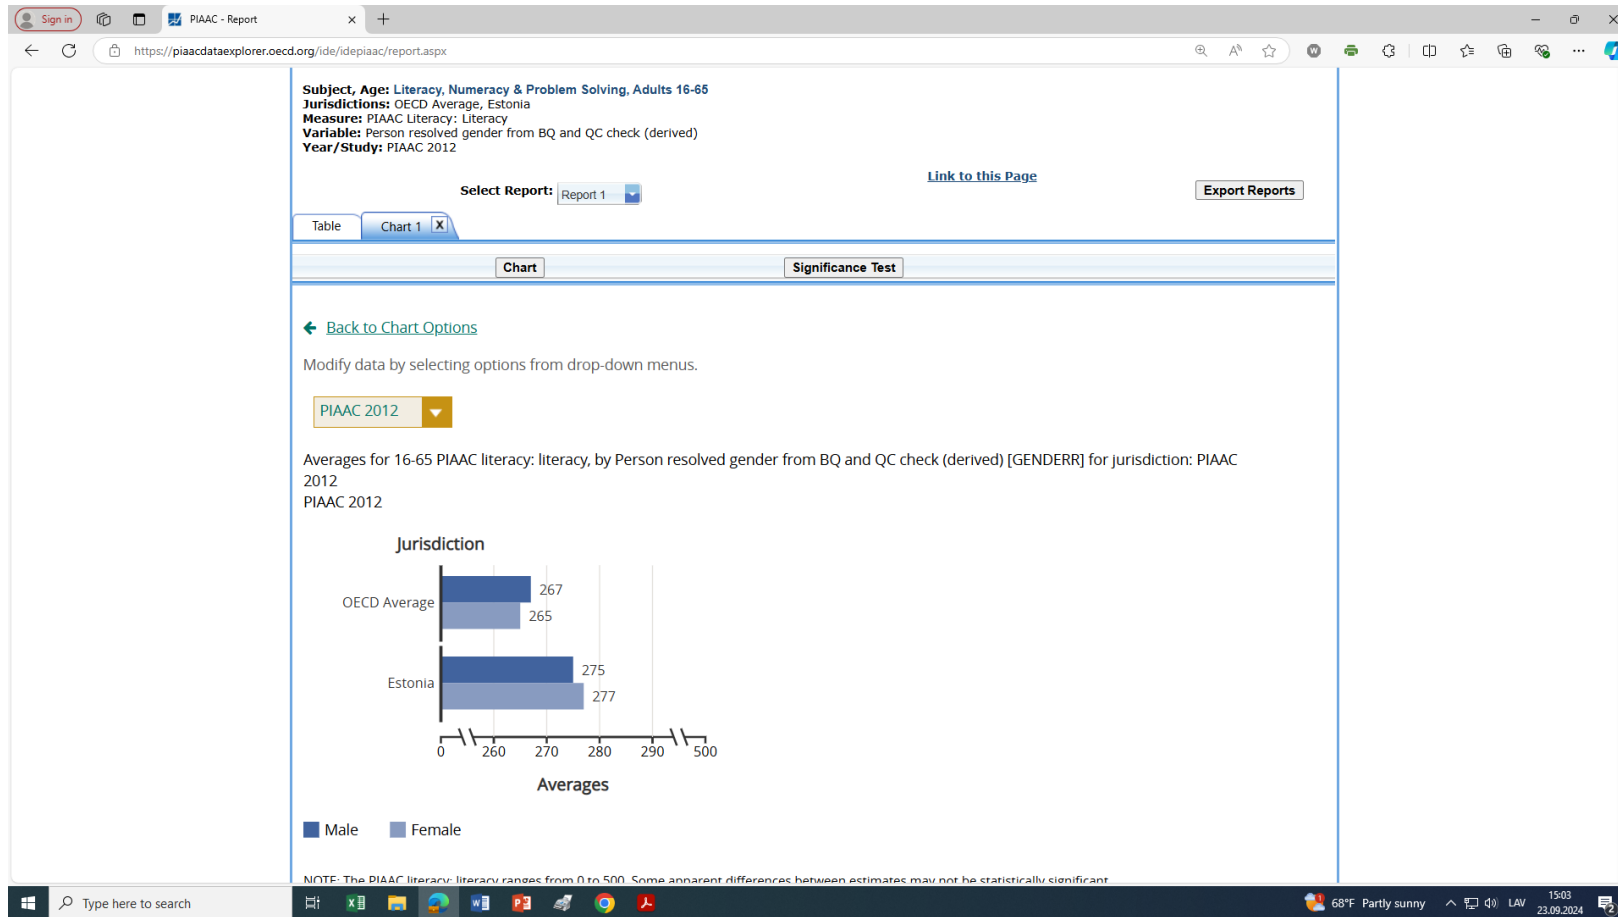 Sign in
PIAAC - Report
https://piaacdataexplorer.oecd.org/ide/idepiaac/report.aspx
Subject, Age: Literacy, Numeracy & Problem Solving, Adults 16-65
Jurisdictions: OECD Average, Estonia
Measure: PIAAC Literacy: Literacy
Variable: Person resolved gender from BQ and QC check (derived)
Year/Study: PIAAC 2012
Link to this Page
Select Report: Report 1
Export Reports
Table Chart 1 X
Chart Significance Test
Back to Chart Options
Modify data by selecting options from drop-down menus.
PIAAC 2012
Averages for 16-65 PIAAC literacy: literacy, by Person resolved gender from BQ and QC check (derived) [GENDERR] for jurisdiction: PIAAC
2012
PIAAC 2012
Jurisdiction
267
OECD Average
265
275
Estonia
277
0 260 270 280 290 500
Averages
Male Female
NOTE: The PIAAC literacy: literacy ranges from 0 to 500. Some apparent differences between estimates may not be statistically significant.
Type here to search
68°F Partly sunny
LAV
15:03
23.09.2024
2